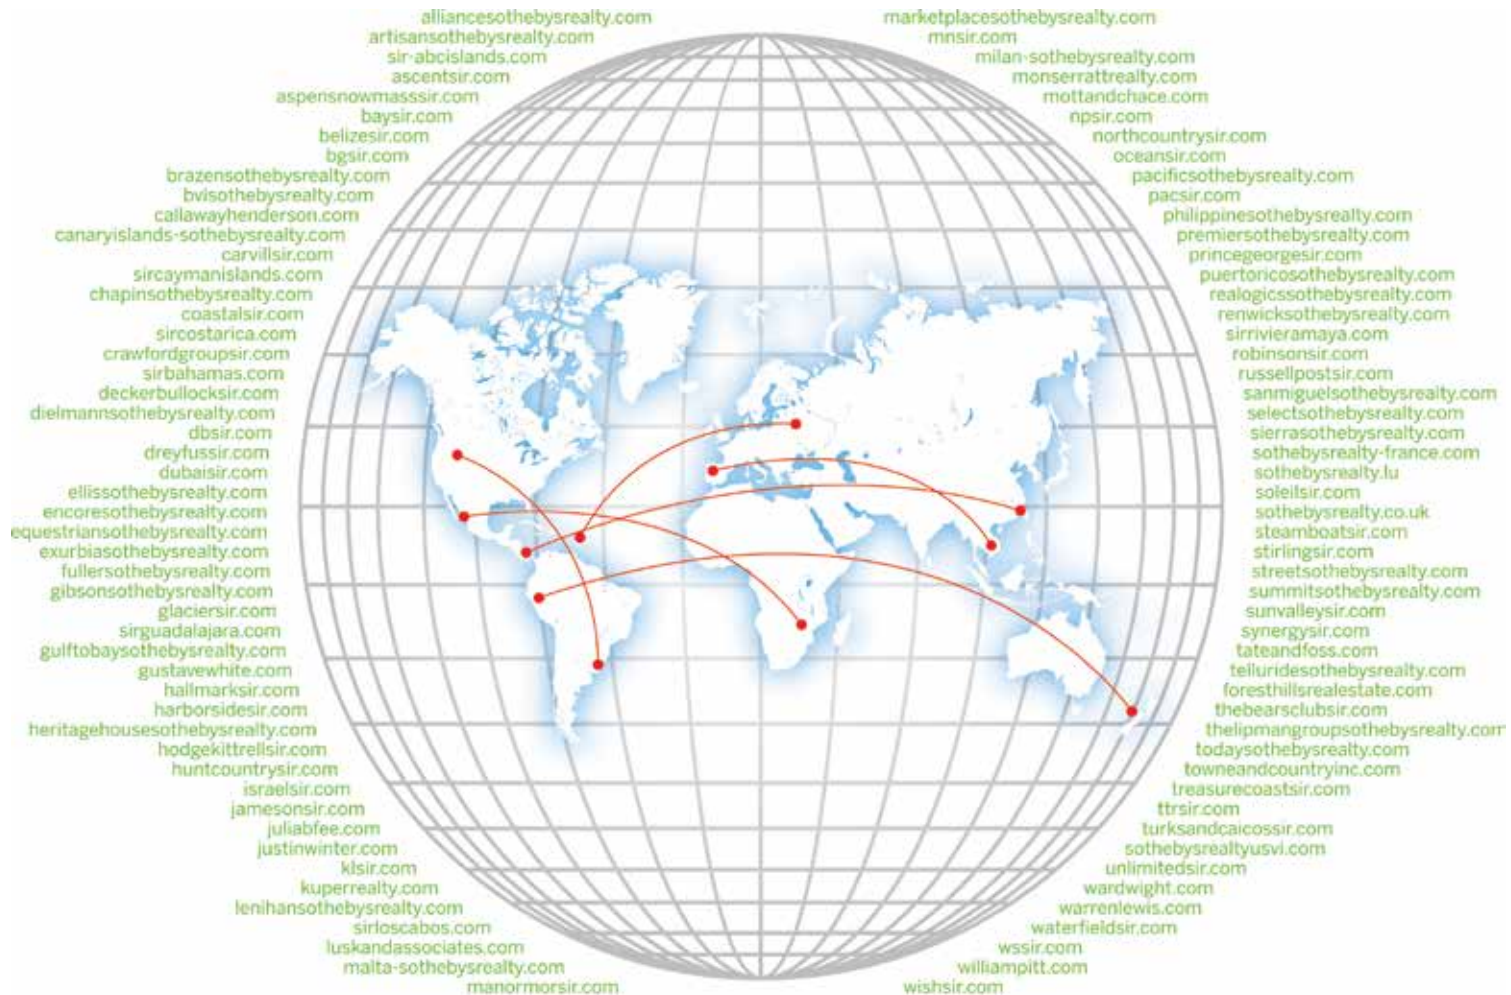 alliancesothebysrealty.com
artisansothebysrealty.com
sir-abcislands.com
ascentsir.com
aspensnowmasssir.com
baysir.com
belizesir.com
bgsir.com
brazensothebysrealty.com
bvisothebysrealty.com
callawayhenderson.com
canaryislands-sothebysrealty.com
carvillsir.com
sircaymanislands.com
chapinsothebysrealty.com
coastalsir.com
sircostarica.com
crawfordgroupsir.com
sirbahamas.com
deckerbullocksir.com
dielmannsothebysrealty.com
dbsir.com
dreyfussir.com
dubaisir.com
ellissothebysrealty.com
encoresothebysrealty.com
equestriansothebysrealty.com
exurbiasothebysrealty.com
fullersothebysrealty.com
gibsonsothebysrealty.com
glaciersir.com
sirguadalajara.com
gulftobaysothebysrealty.com
gustavewhite.com
hallmarksir.com
harborsidesir.com
heritagehousesothebysrealty.com
hodgekittrellsir.com
huntcountrysir.com
israelsir.com
jamesonsir.com
juliabfee.com
justinwinter.com
klsir.com
kuperrealty.com
lenihansothebysrealty.com
sirloscabos.com
luskandassociates.com
malta-sothebysrealty.com
manormorsir.com
marketplacesothebysrealty.com
mnsir.com
milan-sothebysrealty.com
monserrattrealty.com
mottandchace.com
npsir.com
northcountrysir.com
oceansir.com
pacificsothebysrealty.com
pacsir.com
philippinesothebysrealty.com
premiersothebysrealty.com
princegeorgesir.com
puertoricosothebysrealty.com
realogicssothebysrealty.com
renwicksothebysrealty.com
sirrivieramaya.com
robinsonsir.com
russellpostsir.com
sanmiguelsothebysrealty.com
selectsothebysrealty.com
sierrasothebysrealty.com
sothebysrealty-france.com
sothebysrealty.lu
soleilsir.com
sothebysrealty.co.uk
steamboatsir.com
stirlingsir.com
streetsothebysrealty.com
summitsothebysrealty.com
sunvalleysir.com
synergysir.com
tateandfoss.com
telluridesothebysrealty.com
foresthillsrealestate.com
thebearsclubsir.com
thelipmangroupsothebysrealty.com
todaysothebysrealty.com
towneandcountryinc.com
treasurecoastsir.com
ttrsir.com
turksandcaicossir.com
sothebysrealtyusvi.com
unlimitedsir.com
wardwight.com
warrenlewis.com
waterfieldsir.com
wssir.com
williampitt.com
wishsir.com